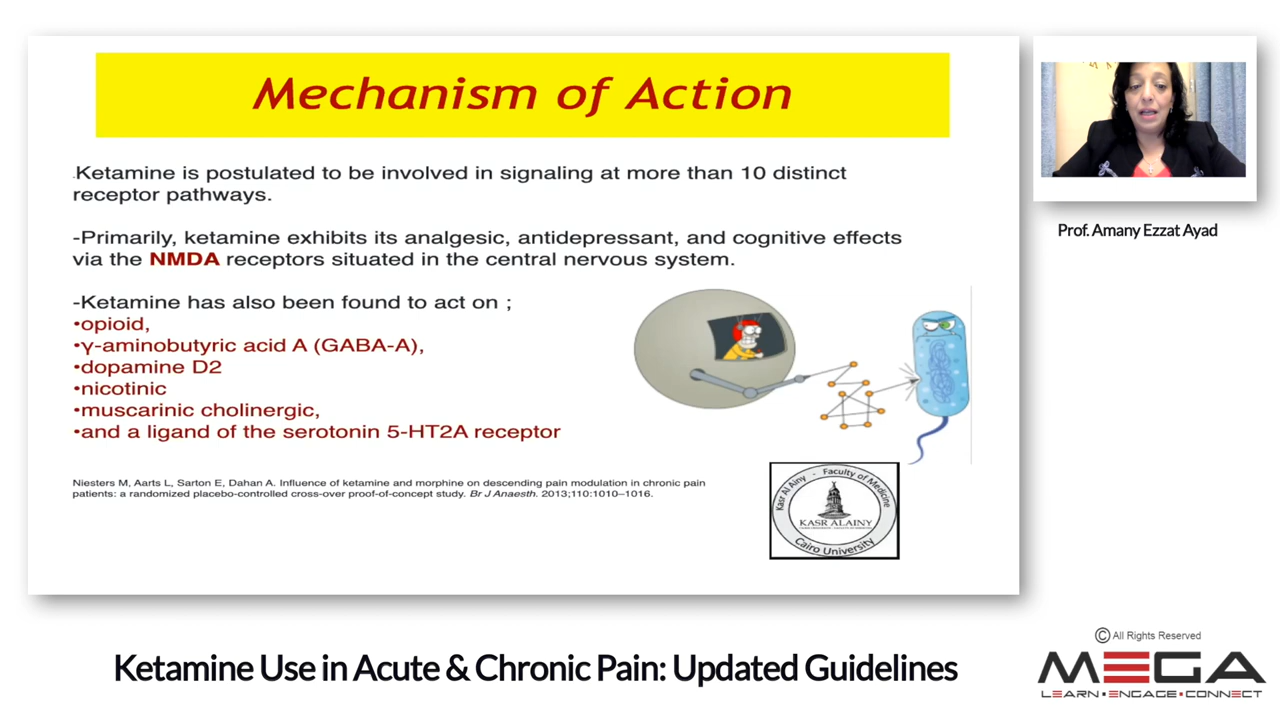 Mechanism of Action
.Ketamine is postulated to be involved in signaling at more than 10 distinct
receptor pathways.
-Primarily, ketamine exhibits its analgesic, antidepressant, and cognitive effects
via the NMDA receptors situated in the central nervous system.
-Ketamine has also been found to act on ;
•opioid,
•γ-aminobutyric acid A (GABA-A),
•dopamine D2
•nicotinic
•muscarinic cholinergic,
•and a ligand of the serotonin 5-HT2A receptor
Niesters M, Aarts L, Sarton E, Dahan A. Influence of ketamine and morphine on descending pain modulation in chronic pain
patients: a randomized placebo-controlled cross-over proof-of-concept study. Br J Anaesth. 2013;110:1010–1016.
Kasr Al Ainy - Faculty of Medicine
KASR ALAINY
Cairo University
Prof. Amany Ezzat Ayad
Ketamine Use in Acute & Chronic Pain: Updated Guidelines
© All Rights Reserved
MEGA
LEARN•ENGAGE•CONNECT